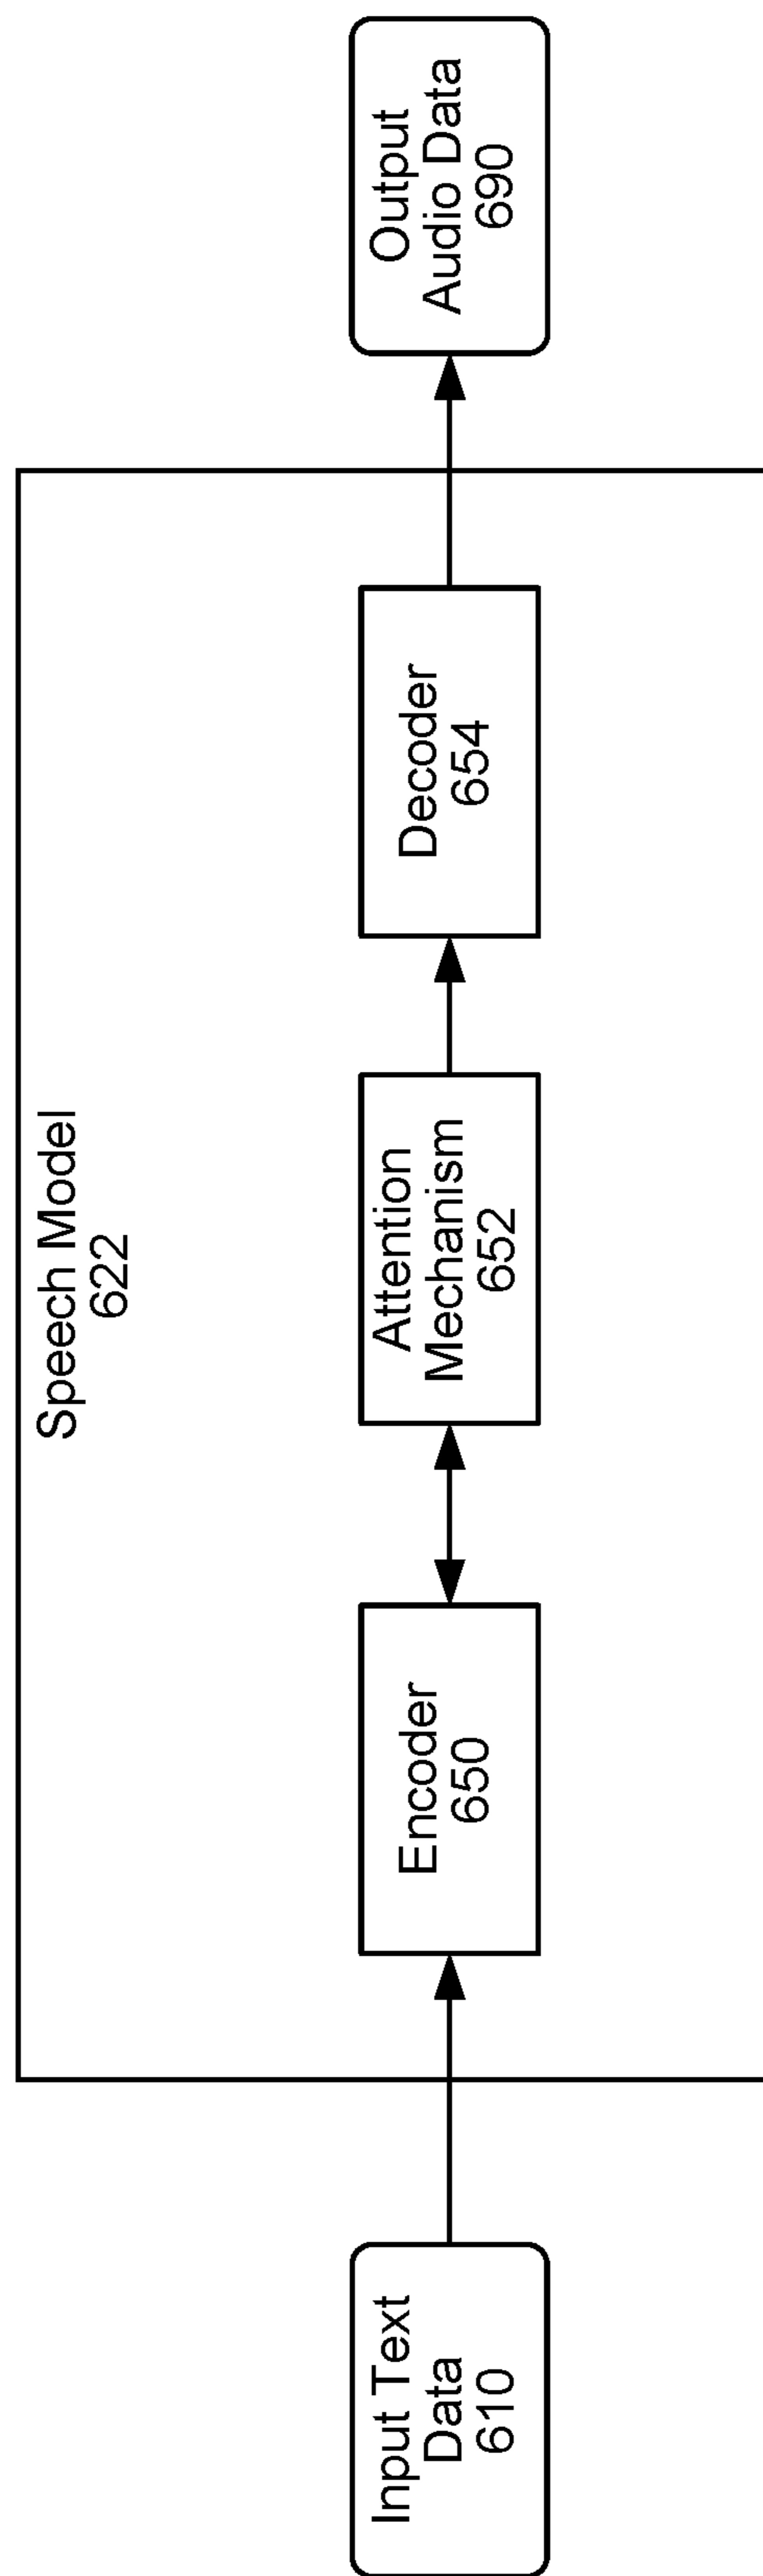 Speech Model
622
Input Text
Data
610
Encoder
650
Attention
Mechanism
652
Decoder
654
Output
Audio Data
690